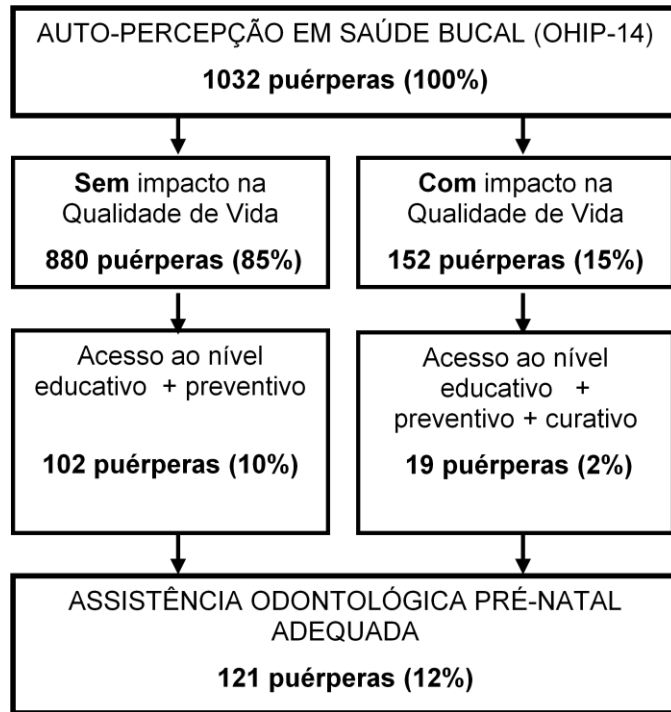 AUTO-PERCEPÇÃO EM SAÚDE BUCAL (OHIP-14)
1032 puérperas (100%)
Sem impacto na
Qualidade de Vida
880 puérperas (85%)
Com impacto na
Qualidade de Vida
152 puérperas (15%)
Acesso ao nível
educativo + preventivo
102 puérperas (10%)
Acesso ao nível
educativo +
preventivo + curativo
19 puérperas (2%)
ASSISTÊNCIA ODONTOLÓGICA PRÉ-NATAL
ADEQUADA
121 puérperas (12%)